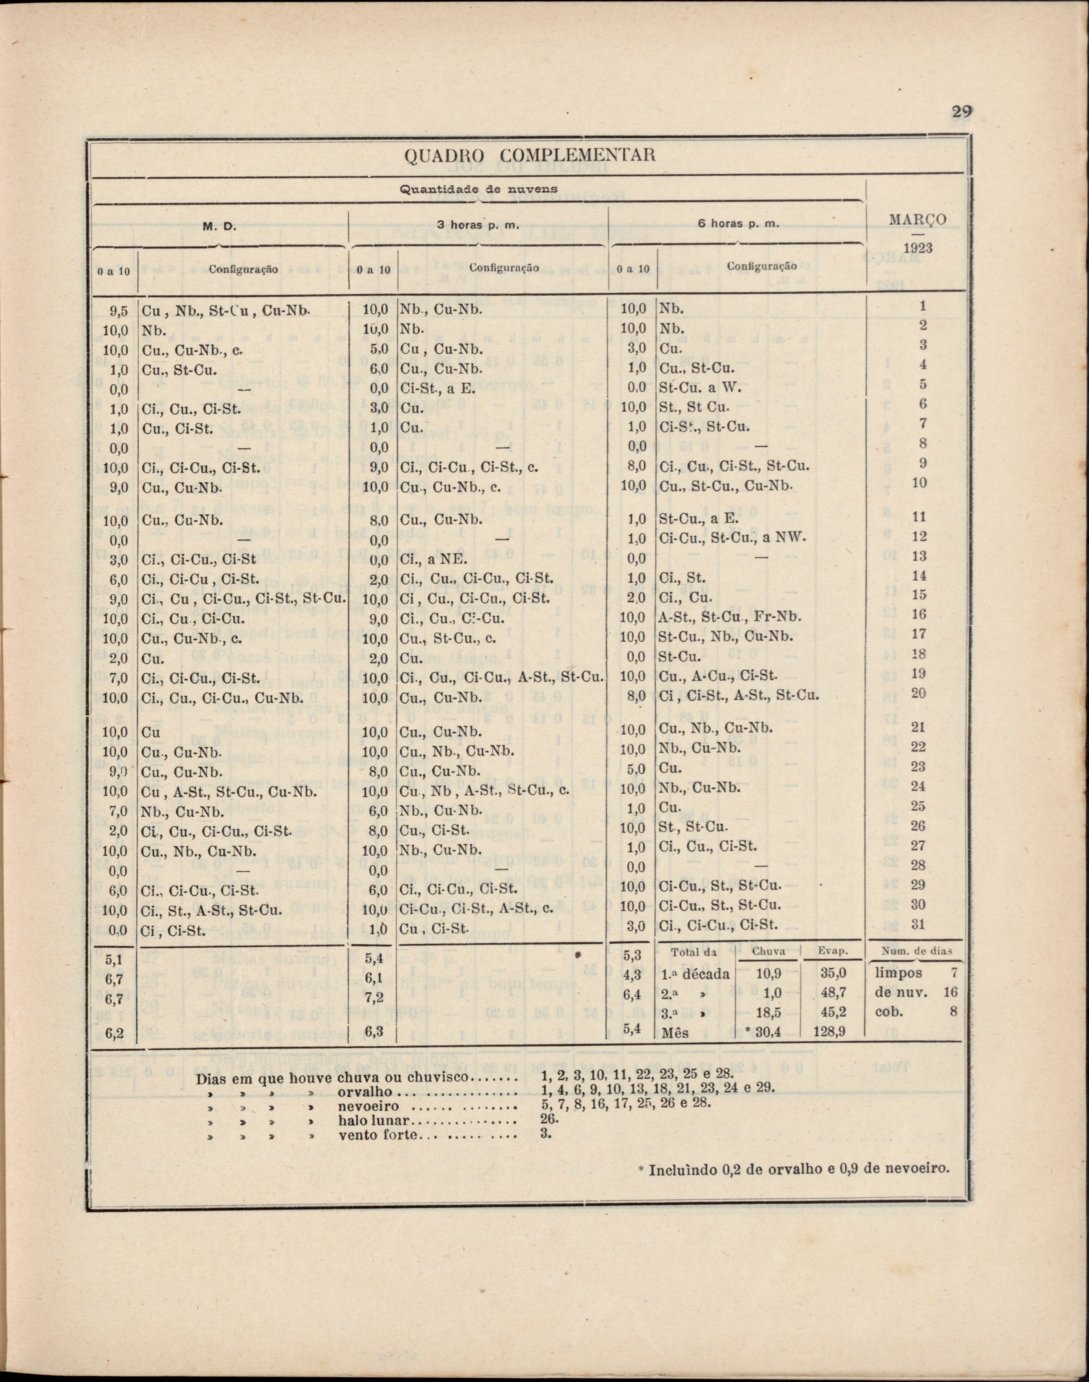 29
QUADRO COMPLEMENTAR
Quantidade de nuvens
MARÇO
1923
M. D. 3 horas p. m. 6 horas p. m.
0 a 10 Configuração 0 a 10 Configuração 0 a 10 Configuração
9,5 Cu , Nb., St-Cu , Cu-Nb. 10,0 Nb., Cu-Nb. 10,0 Nb. 1
10,0 Nb. 10,0 Nb. 10,0 Nb. 2
10,0 Cu., Cu-Nb., c. 5,0 Cu , Cu-Nb. 3,0 Cu. 3
1,0 Cu., St-Cu. 6,0 Cu., Cu-Nb. 1,0 Cu., St-Cu. 4
0,0 — 0,0 Ci-St., a E. 0.0 St-Cu. a W. 5
1,0 Ci., Cu., Ci-St. 3,0 Cu. 10,0 St., St Cu. 6
1,0 Cu., Ci-St. 1,0 Cu. 1,0 Ci-St., St-Cu. 7
0,0 — 0,0 — 0,0 — 8
10,0 Ci., Ci-Cu., Ci-St. 9,0 Ci., Ci-Cu , Ci-St., c. 8,0 Ci., Cu., Ci-St., St-Cu. 9
9,0 Cu., Cu-Nb. 10,0 Cu., Cu-Nb., c. 10,0 Cu., St-Cu., Cu-Nb. 10
10,0 Cu., Cu-Nb. 8,0 Cu., Cu-Nb. 1,0 St-Cu., a E. 11
0,0 — 0,0 — 1,0 Ci-Cu., St-Cu., a NW. 12
3,0 Ci., Ci-Cu., Ci-St 0,0 Ci., a NE. 0,0 — 13
6,0 Ci., Ci-Cu , Ci-St. 2,0 Ci., Cu., Ci-Cu., Ci-St. 1,0 Ci., St. 14
9,0 Ci., Cu , Ci-Cu., Ci-St., St-Cu. 10,0 Ci , Cu., Ci-Cu., Ci-St. 2,0 Ci., Cu. 15
10,0 Ci., Cu , Ci-Cu. 9,0 Ci., Cu., Ci-Cu. 10,0 A-St., St-Cu , Fr-Nb. 16
10,0 Cu., Cu-Nb., c. 10,0 Cu., St-Cu., c. 10,0 St-Cu., Nb., Cu-Nb. 17
2,0 Cu. 2,0 Cu. 0,0 St-Cu. 18
7,0 Ci., Ci-Cu., Ci-St. 10,0 Ci., Cu., Ci-Cu., A-St., St-Cu. 10,0 Cu., A-Cu., Ci-St. 19
10,0 Ci., Cu., Ci-Cu., Cu-Nb. 10,0 Cu., Cu-Nb. 8,0 Ci , Ci-St., A-St., St-Cu. 20
10,0 Cu 10,0 Cu., Cu-Nb. 10,0 Cu., Nb., Cu-Nb. 21
10,0 Cu., Cu-Nb. 10,0 Cu., Nb., Cu-Nb. 10,0 Nb., Cu-Nb. 22
9,0 Cu., Cu-Nb. 8,0 Cu., Cu-Nb. 5,0 Cu. 23
10,0 Cu , A-St., St-Cu., Cu-Nb. 10,0 Cu , Nb , A-St., St-Cu., c. 10,0 Nb., Cu-Nb. 24
7,0 Nb., Cu-Nb. 6,0 Nb., Cu-Nb. 1,0 Cu. 25
2,0 Ci., Cu., Ci-Cu., Ci-St. 8,0 Cu., Ci-St. 10,0 St., St-Cu. 26
10,0 Cu., Nb., Cu-Nb. 10,0 Nb., Cu-Nb. 1,0 Ci., Cu., Ci-St. 27
0,0 — 0,0 — 0,0 — 28
6,0 Ci., Ci-Cu., Ci-St. 6,0 Ci., Ci-Cu., Ci-St. 10,0 Ci-Cu., St., St-Cu. 29
10,0 Ci., St., A-St., St-Cu. 10,0 Ci-Cu , Ci-St., A-St., c. 10,0 Ci-Cu., St., St-Cu. 30
0,0 Ci , Ci-St. 1,0 Cu , Ci-St. 3,0 Ci., Ci-Cu., Ci-St. 31
5,1 5,4 5,3 Total da Chuva Evap. Num. de dias
6,7 6,1 4,3 1.ª década 10,9 35,0 limpos 7
6,7 7,2 6,4 2.ª » 1,0 48,7 de nuv. 16
3.ª » 18,5 45,2 cob. 8
6,2 6,3 5,4 Mês * 30,4 128,9
Dias em que houve chuva ou chuvisco....... 1, 2, 3, 10, 11, 22, 23, 25 e 28.
» » » » orvalho ... .............. 1, 4, 6, 9, 10, 13, 18, 21, 23, 24 e 29.
» » » » nevoeiro ...... ........ 5, 7, 8, 16, 17, 25, 26 e 28.
» » » » halo lunar............... 26.
» » » » vento forte... ..... .... 3.
* Incluindo 0,2 de orvalho e 0,9 de nevoeiro.